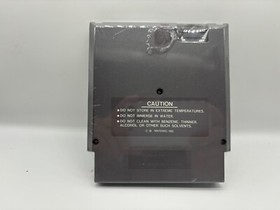 CAUTION
●DO NOT STORE IN EXTREME TEMPERATURES.
●DO NOT IMMERSE IN WATER.
●DO NOT CLEAN WITH BENZENE, THINNER,
ALCOHOL OR OTHER SUCH SOLVENTS.
NINTENDO